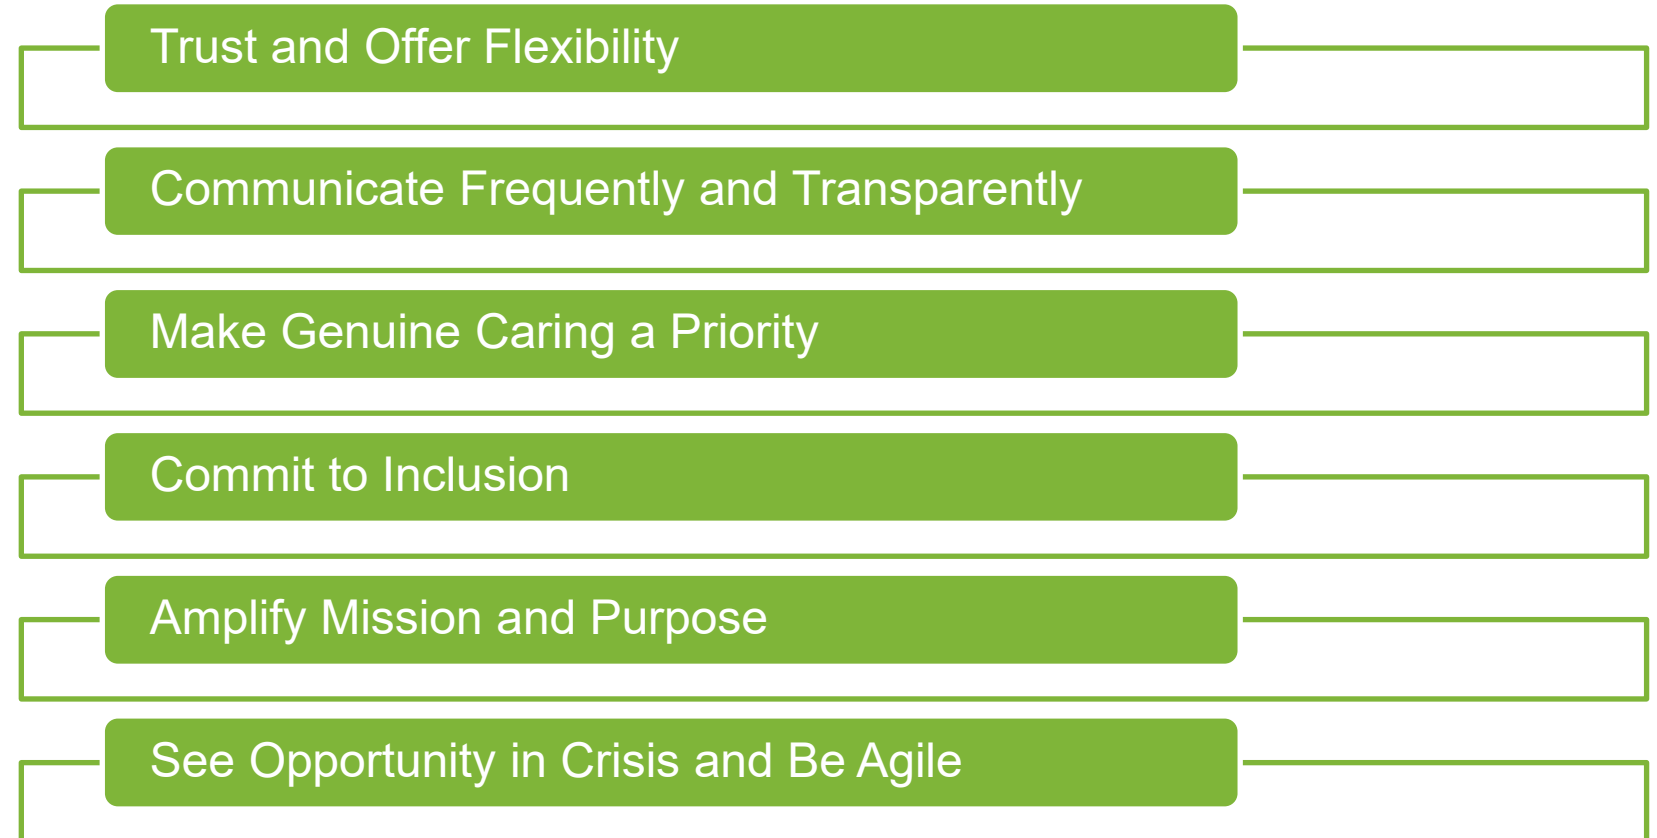 Trust and Offer Flexibility
Communicate Frequently and Transparently
Make Genuine Caring a Priority
Commit to Inclusion
Amplify Mission and Purpose
See Opportunity in Crisis and Be Agile